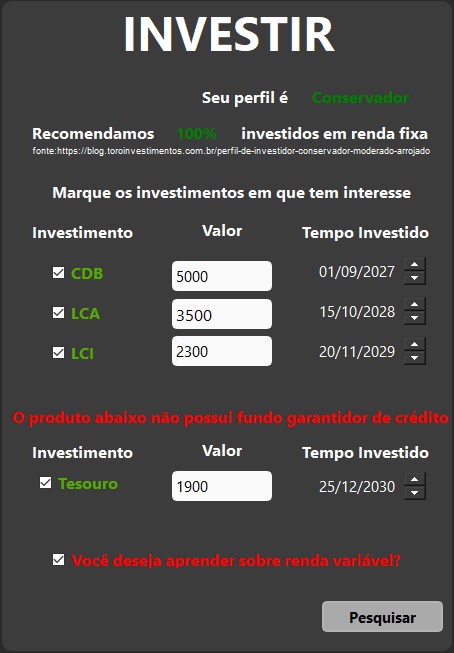 INVESTIR
Seu perfil é Conservador
Recomendamos 100% investidos em renda fixa
fonte:https://blog.toroinvestimentos.com.br/perfil-de-investidor-conservador-moderado-arrojado
Marque os investimentos em que tem interesse
Investimento Valor Tempo Investido
CDB 5000 01/09/2027
LCA 3500 15/10/2028
LCI 2300 20/11/2029
O produto abaixo não possui fundo garantidor de crédito
Investimento Valor Tempo Investido
Tesouro 1900 25/12/2030
Você deseja aprender sobre renda variável?
Pesquisar